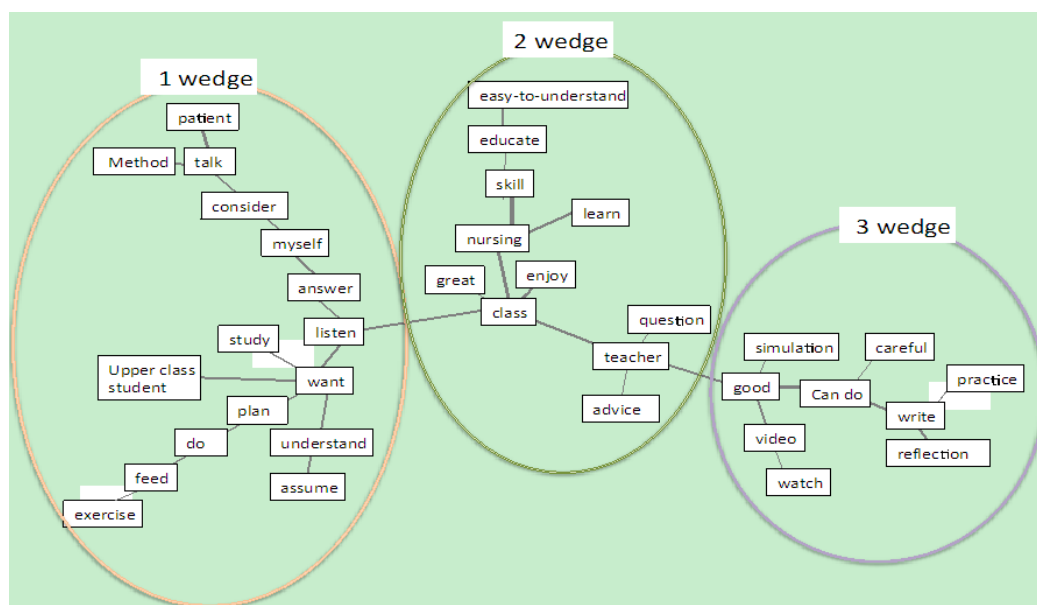 1 wedge
patient
Method
talk
consider
myself
answer
listen
study
want
Upper class
student
plan
do
understand
feed
assume
exercise
2 wedge
easy-to-understand
educate
skill
learn
nursing
great
enjoy
class
question
teacher
advice
3 wedge
simulation
careful
practice
good
Can do
write
video
reflection
watch